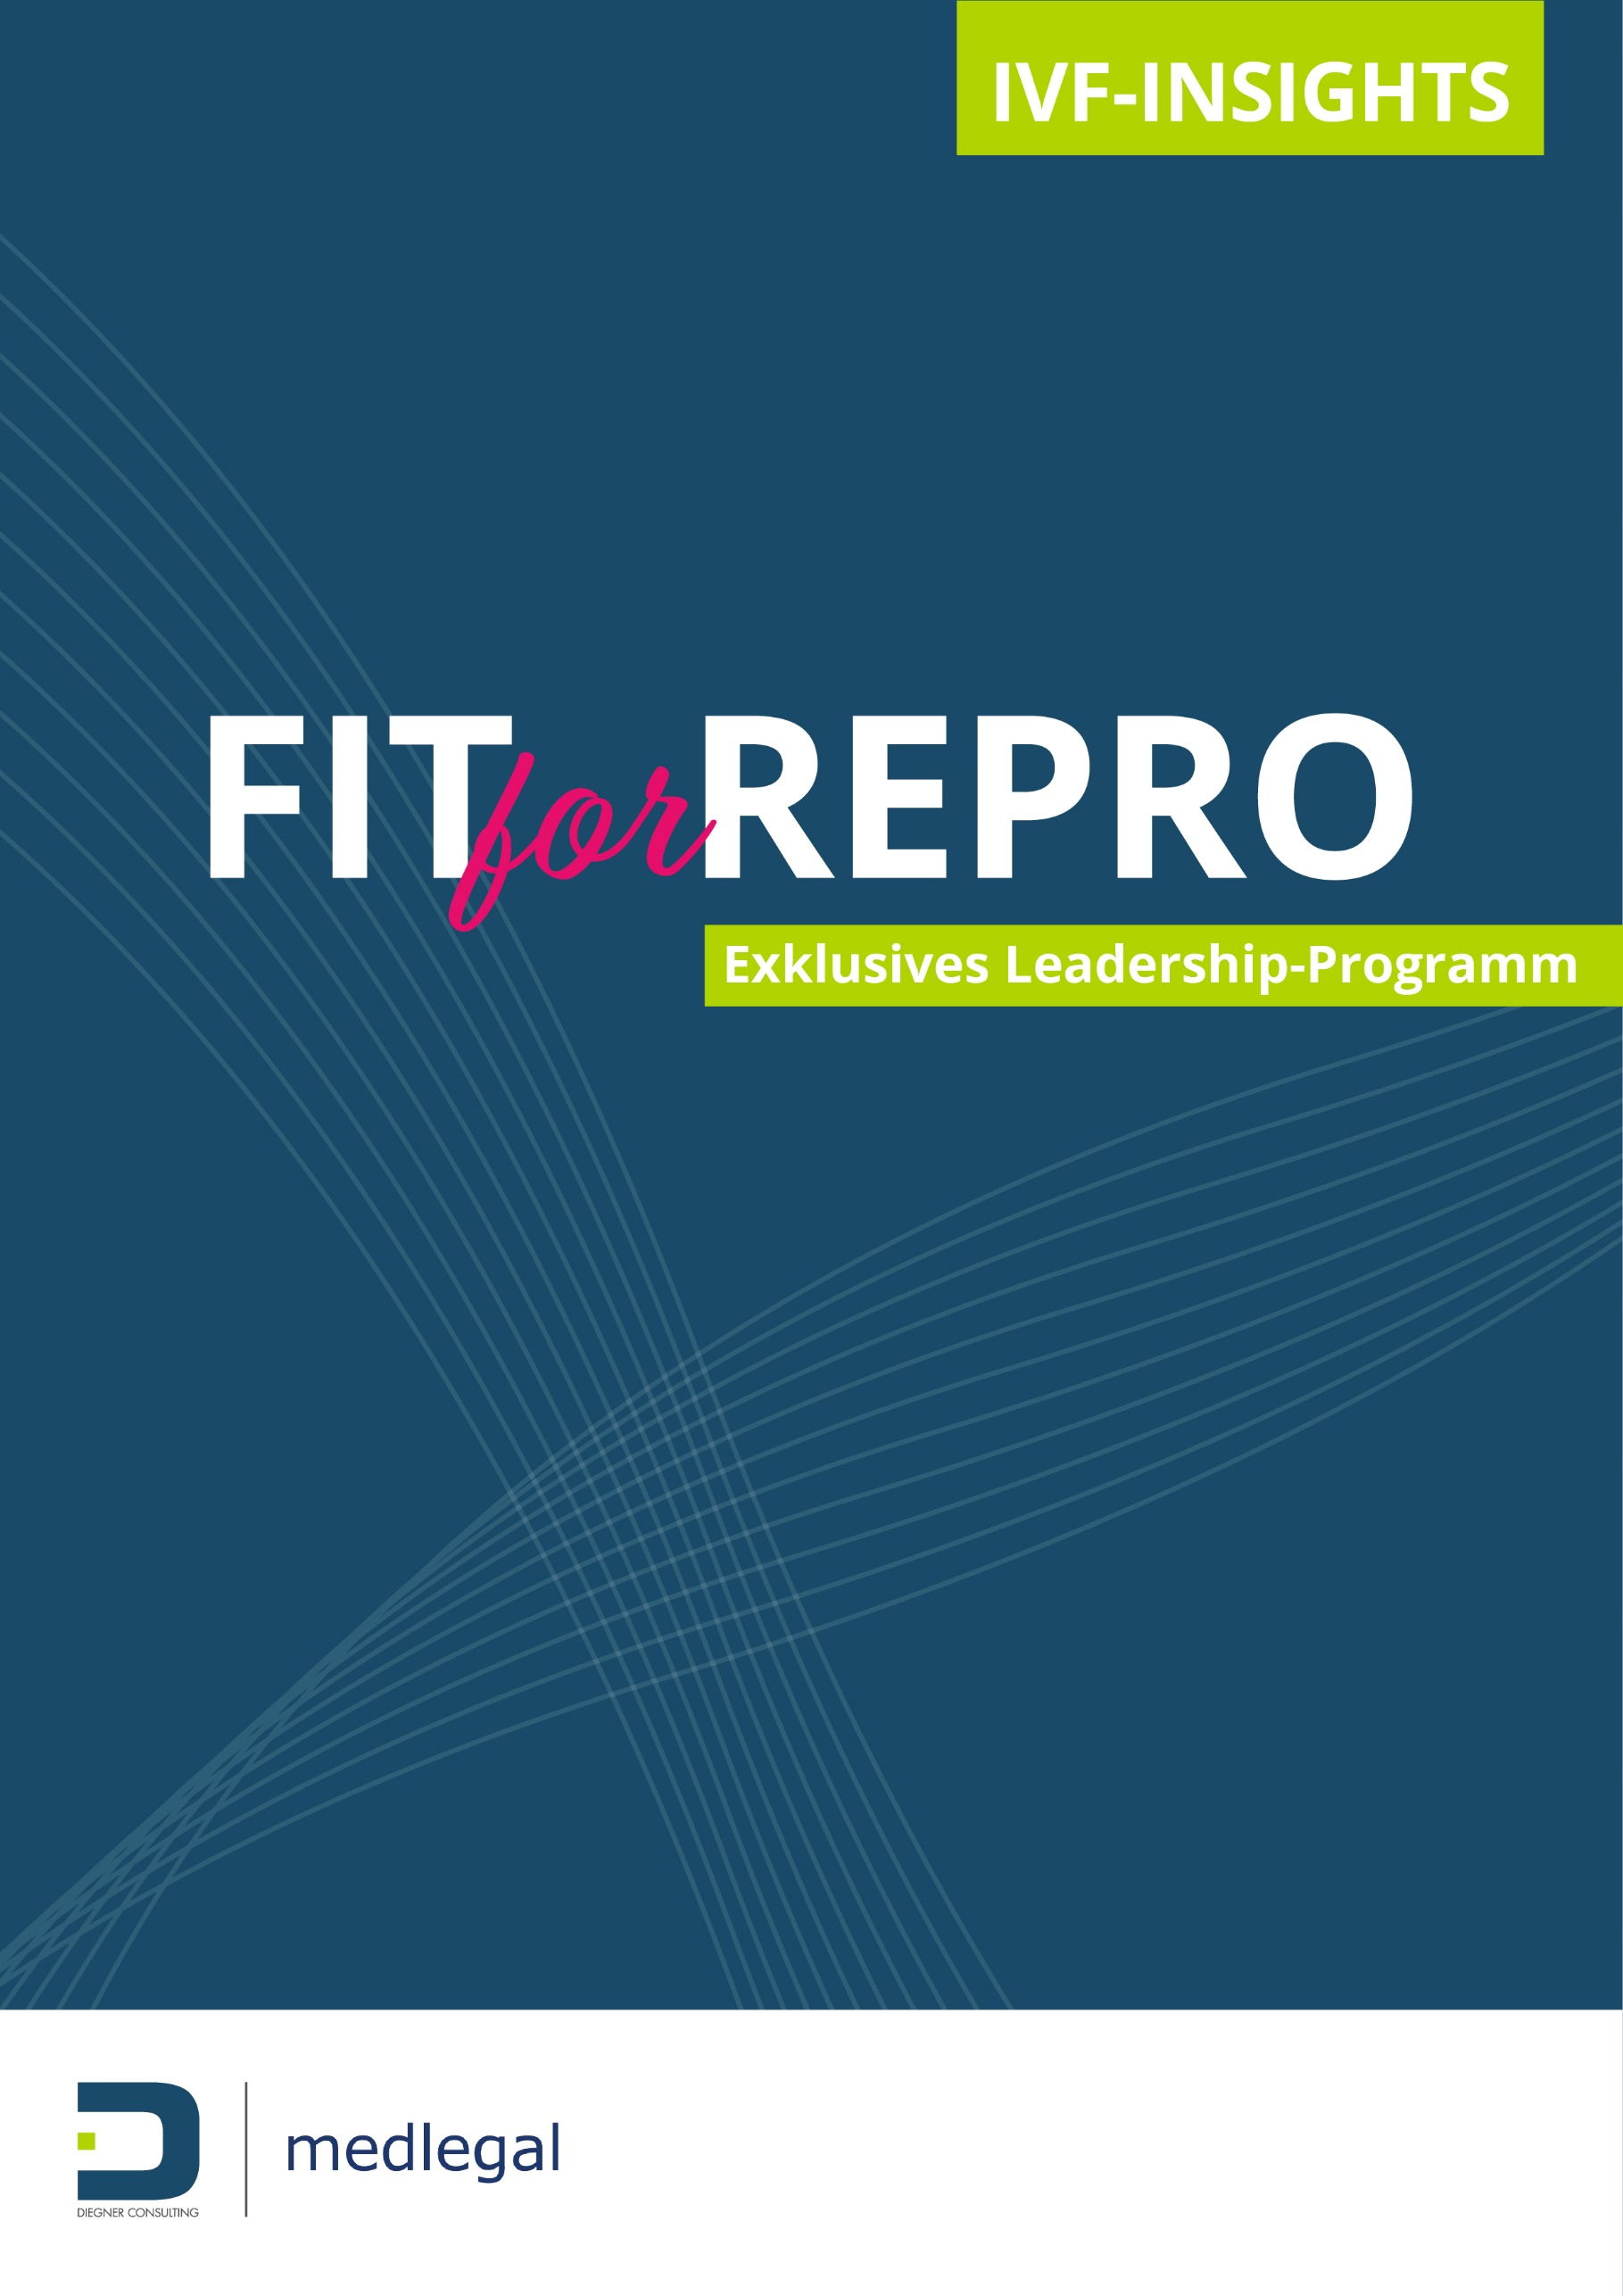 IVF-INSIGHTS
FIT for REPRO
Exklusives Leadership-Programm
medlegal
DIEGNER CONSULTING